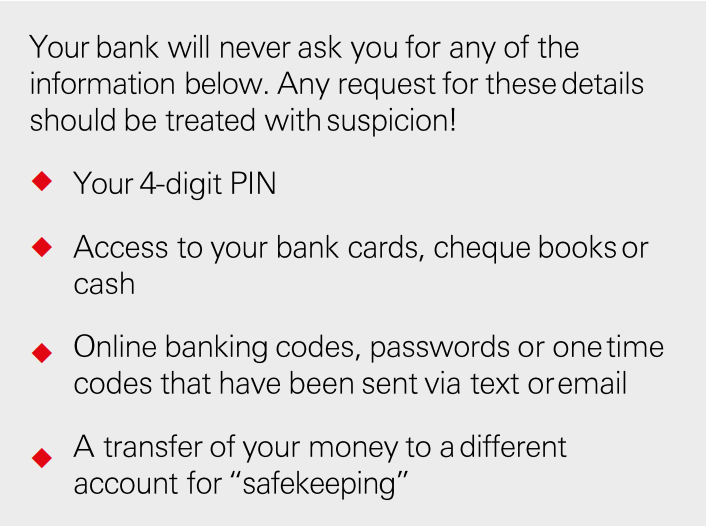 Your bank will never ask you for any of the
information below. Any request for these details
should be treated with suspicion!
Your 4-digit PIN
Access to your bank cards, cheque books or
cash
Online banking codes, passwords or one time
codes that have been sent via text or email
A transfer of your money to a different
account for “safekeeping”